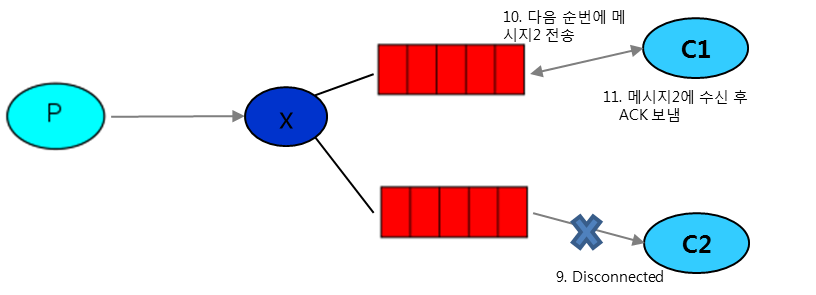 10. 다음 순번에 메
시지2 전송
C1
11. 메시지2에 수신 후
ACK 보냄
P
X
C2
9. Disconnected